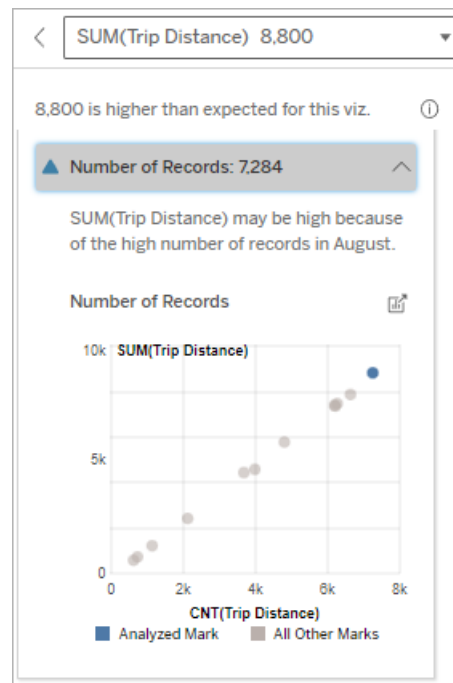 SUM(Trip Distance) 8,800
8,800 is higher than expected for this viz.
Number of Records: 7,284
SUM(Trip Distance) may be high because
of the high number of records in August.
Number of Records
10k SUM(Trip Distance)
5k
0
0 2k 4k 6k 8k
CNT(Trip Distance)
Analyzed Mark All Other Marks